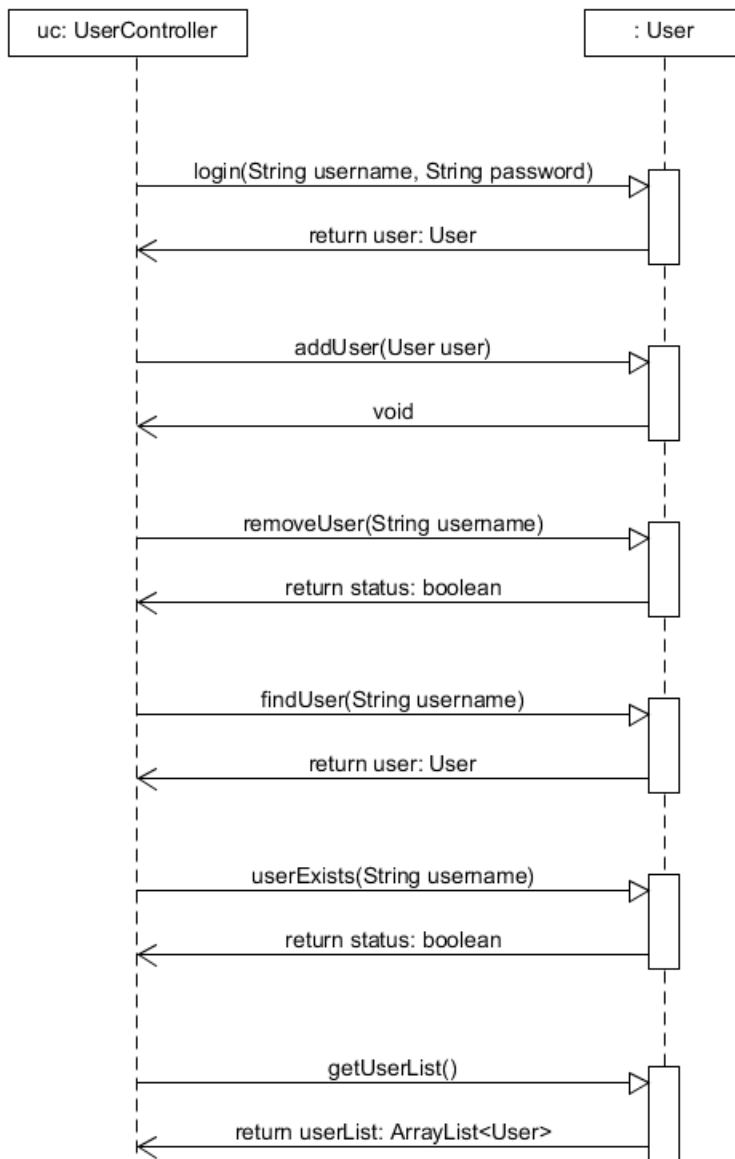 uc: UserController
: User
login(String username, String password)
return user: User
addUser(User user)
void
removeUser(String username)
return status: boolean
findUser(String username)
return user: User
userExists(String username)
return status: boolean
getUserList()
return userList: ArrayList<User>